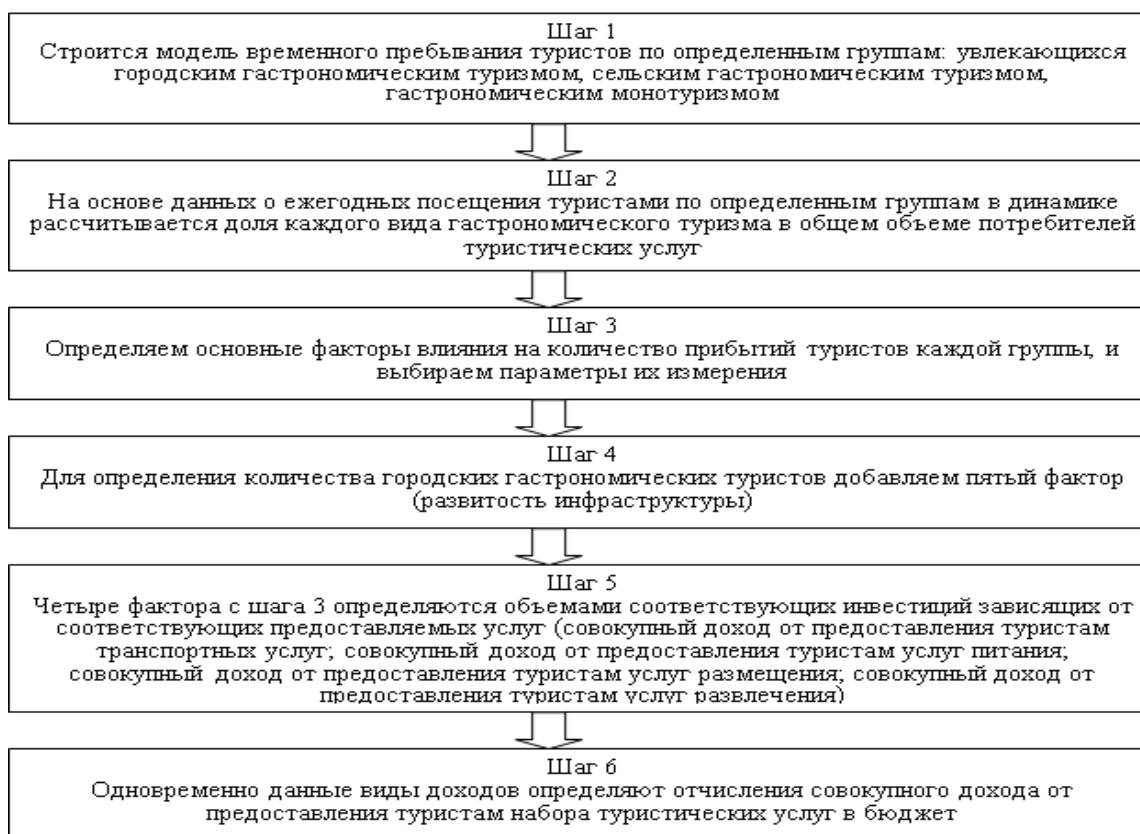 Шаг 1
Строится модель временного пребывания туристов по определенным группам: увлекающихся
городским гастрономическим туризмом, сельским гастрономическим туризмом,
гастрономическим монотуризмом
Шаг 2
На основе данных о ежегодных посещения туристами по определенным группам в динамике
рассчитывается доля каждого вида гастрономического туризма в общем объеме потребителей
туристических услуг
Шаг 3
Определяем основные факторы влияния на количество прибытий туристов каждой группы, и
выбираем параметры их измерения
Шаг 4
Для определения количества городских гастрономических туристов добавляем пятый фактор
(развитость инфраструктуры)
Шаг 5
Четыре фактора с шага 3 определяются объемами соответствующих инвестиций зависящих от
соответствующих предоставляемых услуг (совокупный доход от предоставления туристам
транспортных услуг; совокупный доход от предоставления туристам услуг питания;
совокупный доход от предоставления туристам услуг размещения; совокупный доход от
предоставления туристам услуг развлечения)
Шаг 6
Одновременно данные виды доходов определяют отчисления совокупного дохода от
предоставления туристам набора туристических услуг в бюджет